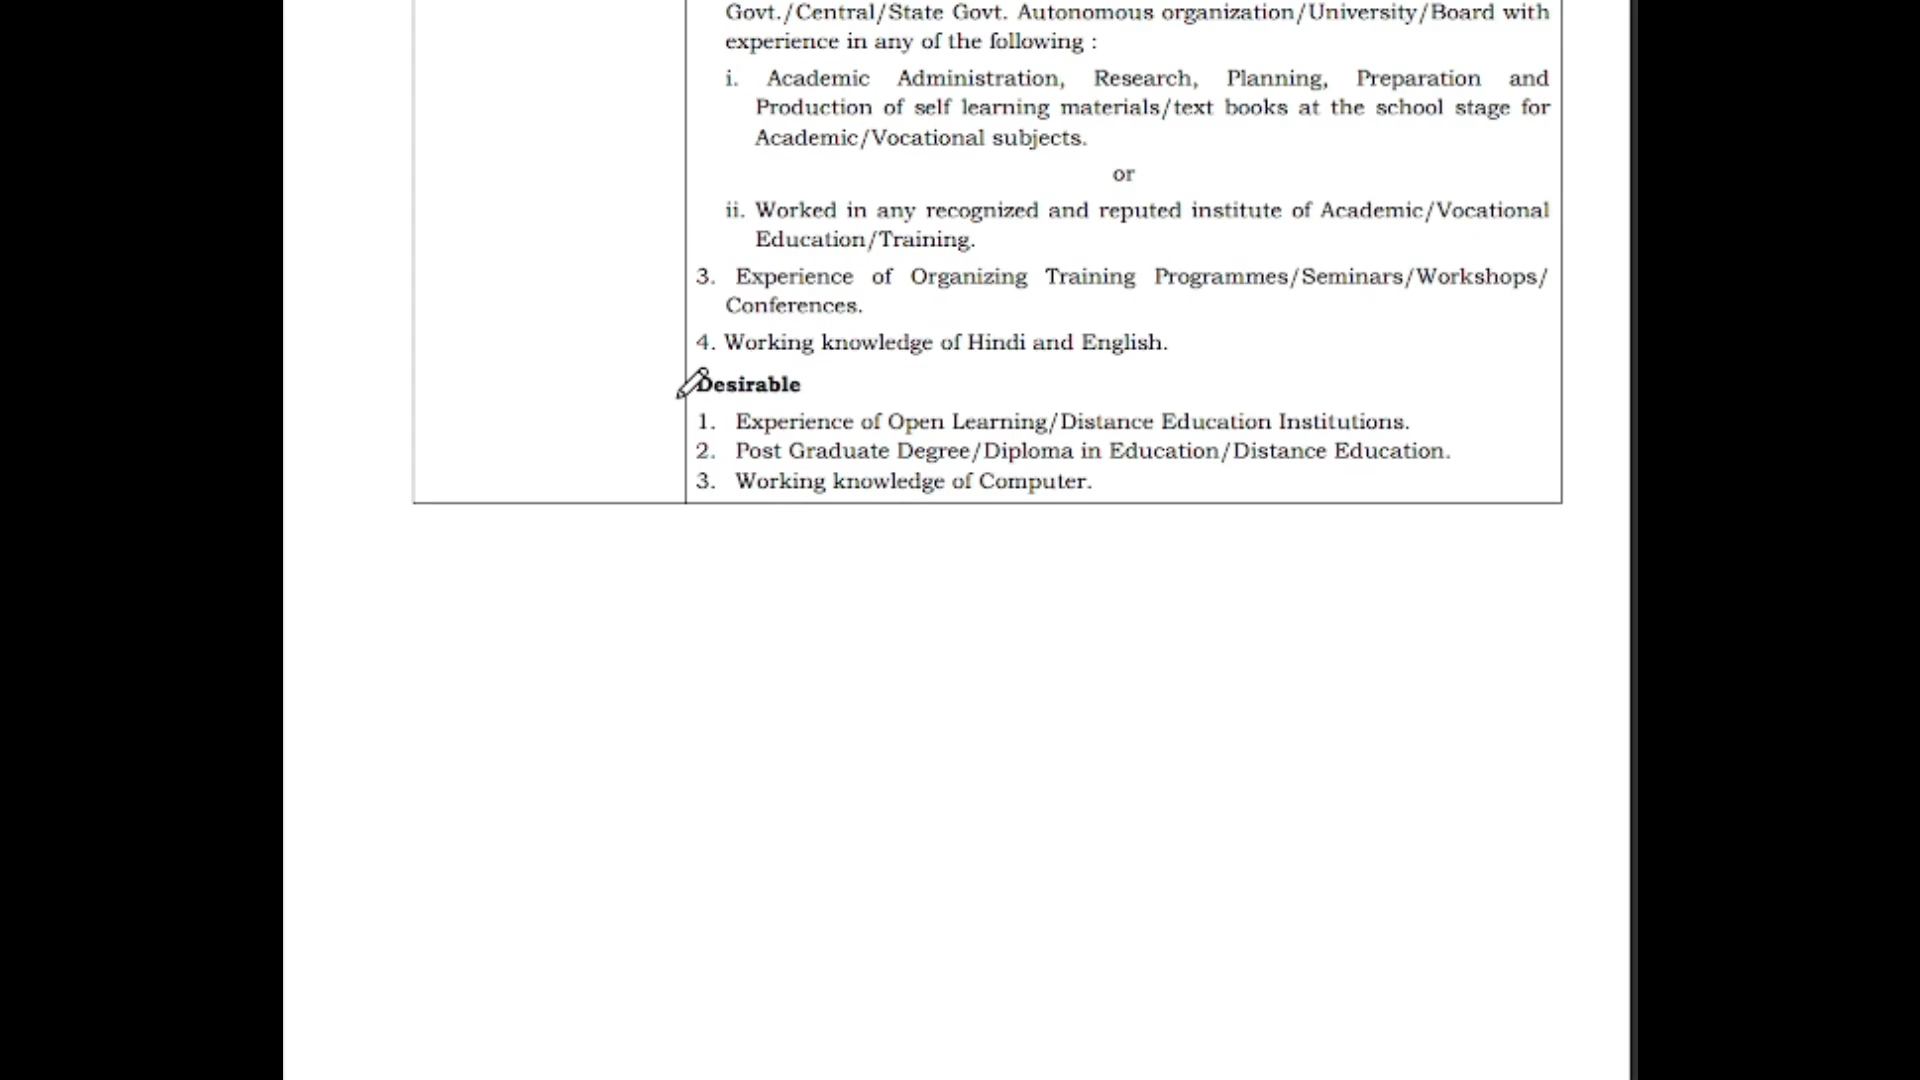 Govt./Central/State Govt. Autonomous organization/University/Board with
experience in any of the following :
i. Academic Administration, Research, Planning, Preparation and
Production of self learning materials/text books at the school stage for
Academic/Vocational subjects.
or
ii. Worked in any recognized and reputed institute of Academic/Vocational
Education/Training.
3. Experience of Organizing Training Programmes/Seminars/Workshops/
Conferences.
4. Working knowledge of Hindi and English.
Desirable
1. Experience of Open Learning/Distance Education Institutions.
2. Post Graduate Degree/Diploma in Education/Distance Education.
3. Working knowledge of Computer.